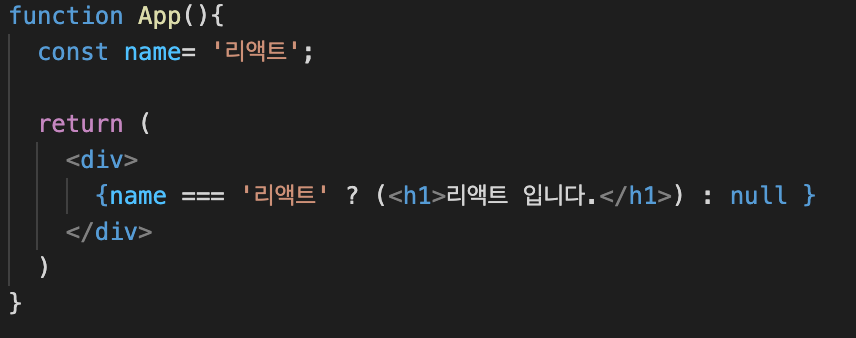 function App(){
const name= '리액트';
return (
<div>
{name === '리액트' ? (<h1>리액트 입니다.</h1>) : null }
</div>
)
}